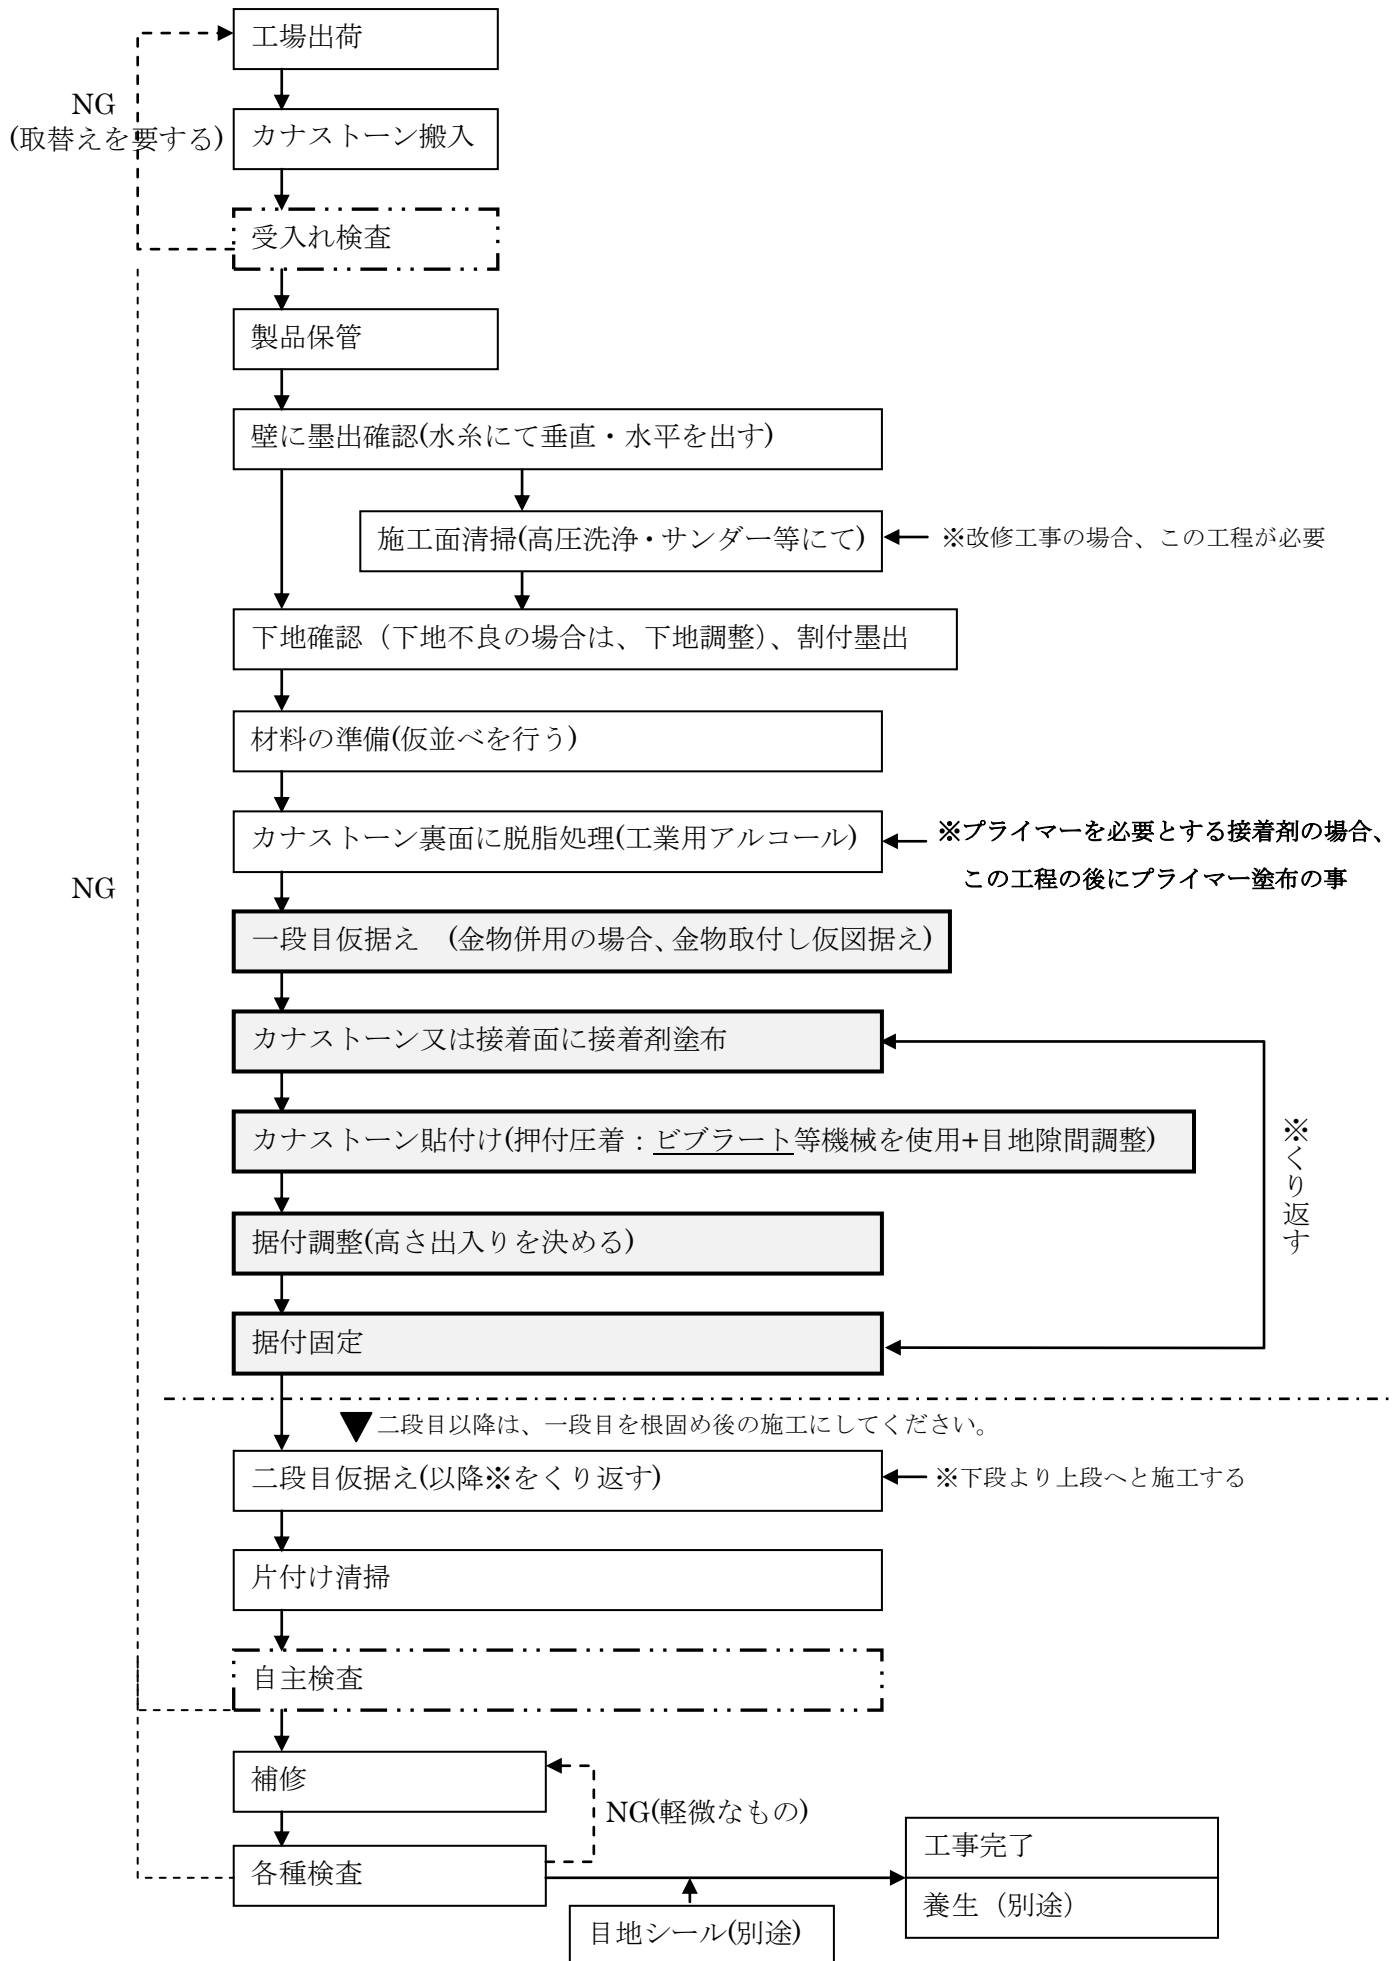 工場出荷
NG
(取替えを要する)
カナストーン搬入
受入れ検査
製品保管
壁に墨出確認(水糸にて垂直・水平を出す)
施工面清掃(高圧洗浄・サンダー等にて)
※改修工事の場合、この工程が必要
下地確認（下地不良の場合は、下地調整）、割付墨出
材料の準備(仮並べを行う)
カナストーン裏面に脱脂処理(工業用アルコール)
※プライマーを必要とする接着剤の場合、
この工程の後にプライマー塗布の事
NG
一段目仮据え　(金物併用の場合、金物取付し仮図据え)
カナストーン又は接着面に接着剤塗布
カナストーン貼付け(押付圧着：ビブラート等機械を使用+目地隙間調整)
※くり返す
据付調整(高さ出入りを決める)
据付固定
▼二段目以降は、一段目を根固め後の施工にしてください。
二段目仮据え(以降※をくり返す)
※下段より上段へと施工する
片付け清掃
自主検査
補修
NG(軽微なもの)
各種検査
工事完了
養生（別途）
目地シール(別途)